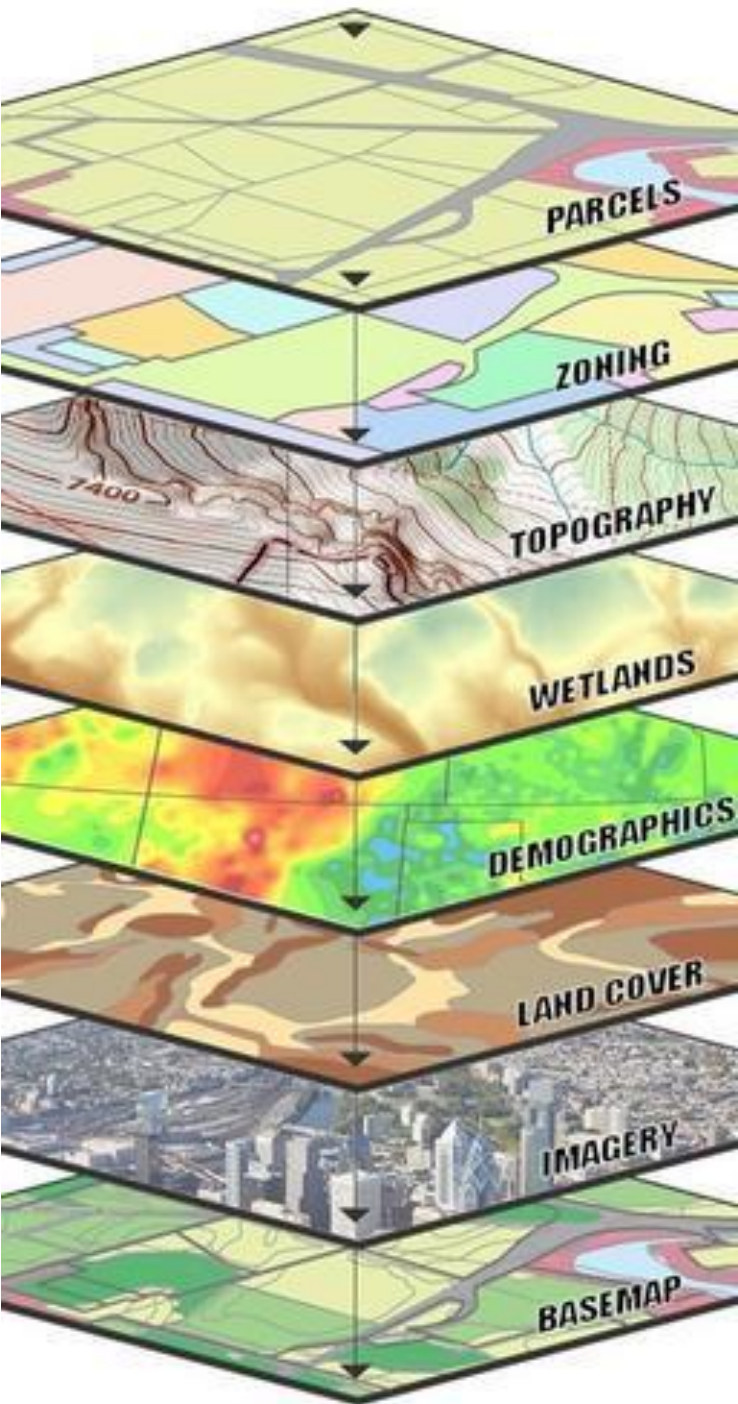 PARCELS
ZONING
7400
TOPOGRAPHY
WETLANDS
DEMOGRAPHICS
LAND COVER
IMAGERY
BASEMAP